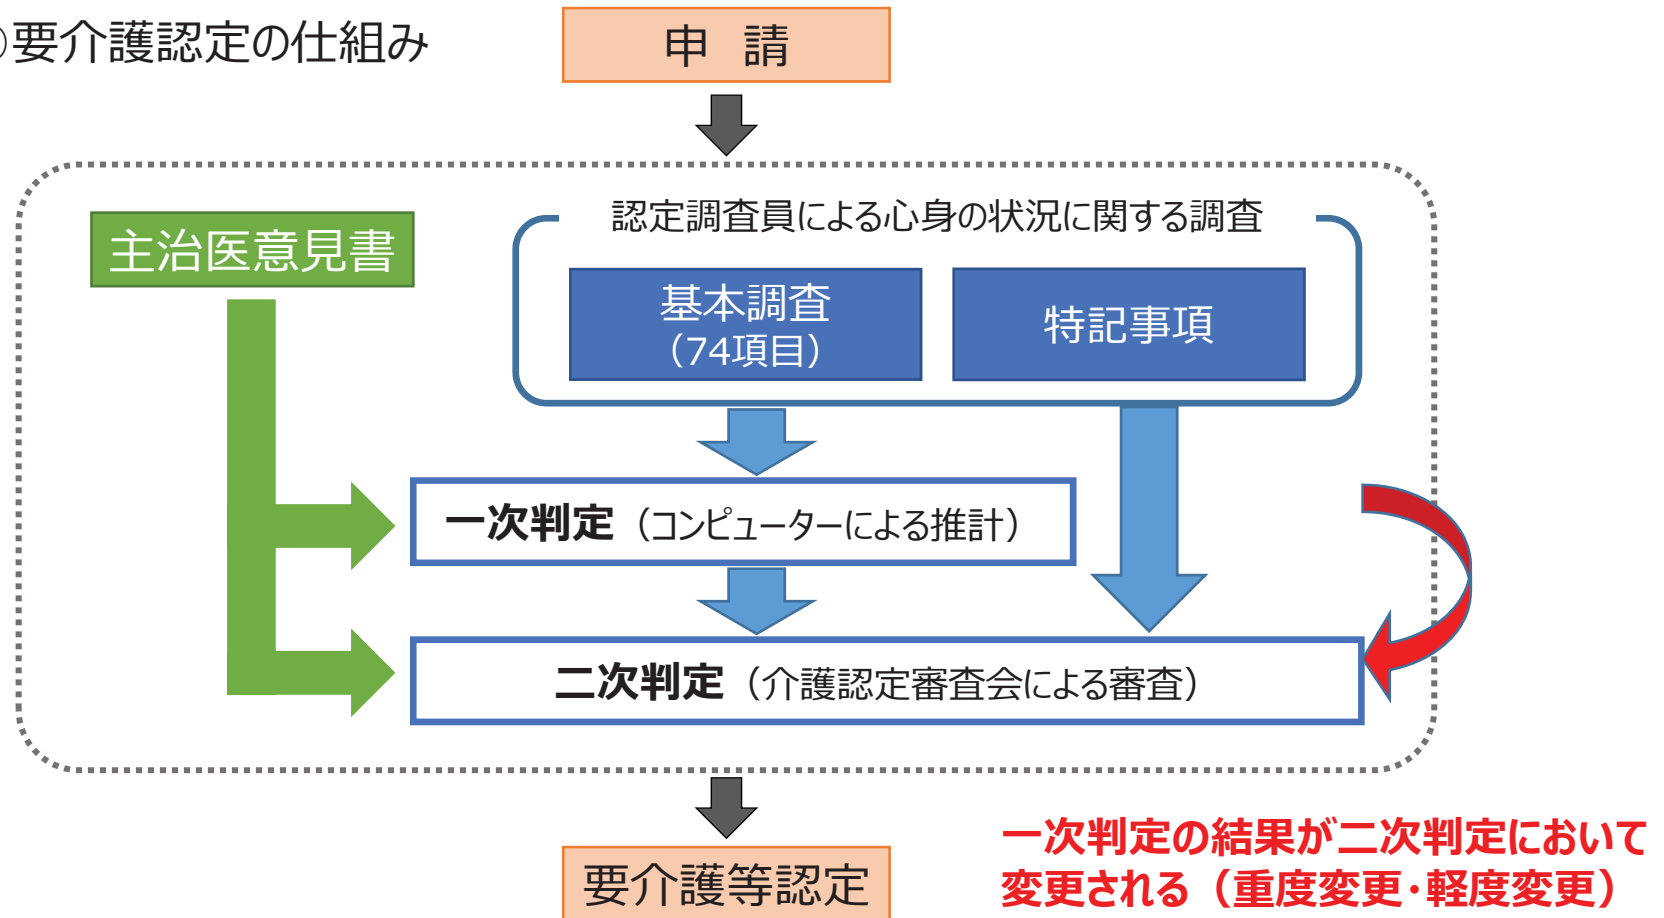 要介護認定の仕組み
申　請
主治医意見書
認定調査員による心身の状況に関する調査
基本調査
（74項目）
特記事項
一次判定（コンピューターによる推計）
二次判定（介護認定審査会による審査）
要介護等認定
一次判定の結果が二次判定において
変更される（重度変更・軽度変更）